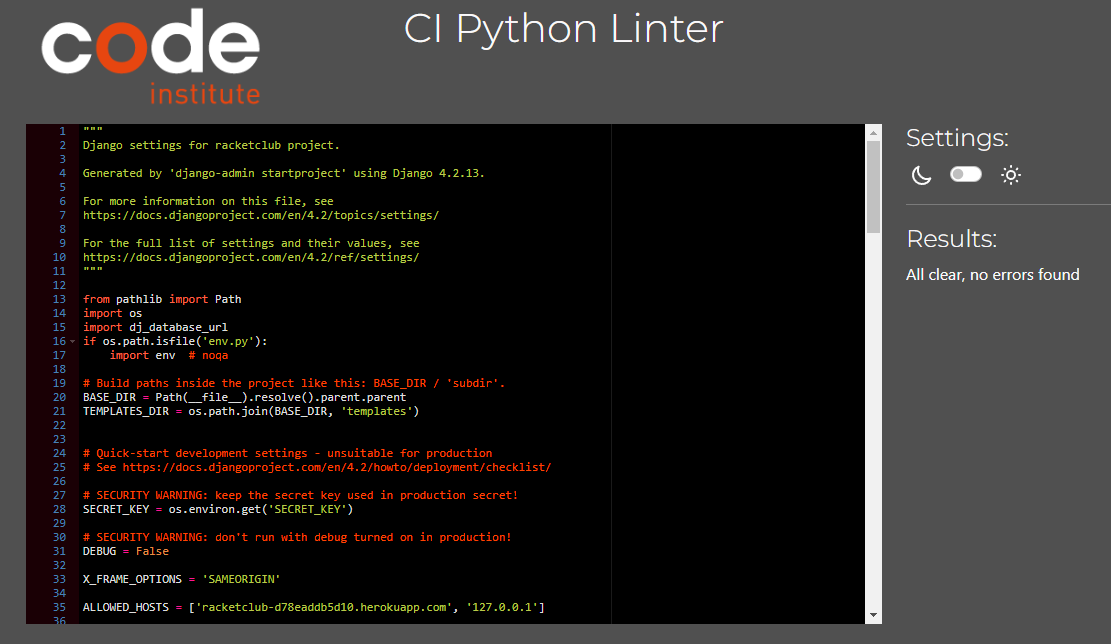 code
institute
CI Python Linter
1 """
2 Django settings for racketclub project.
3
4 Generated by 'django-admin startproject' using Django 4.2.13.
5
6 For more information on this file, see
7 https://docs.djangoproject.com/en/4.2/topics/settings/
8
9 For the full list of settings and their values, see
10 https://docs.djangoproject.com/en/4.2/ref/settings/
11 """
12
13 from pathlib import Path
14 import os
15 import dj_database_url
16 if os.path.isfile('env.py'):
17     import env  # noqa
18
19 # Build paths inside the project like this: BASE_DIR / 'subdir'.
20 BASE_DIR = Path(__file__).resolve().parent.parent
21 TEMPLATES_DIR = os.path.join(BASE_DIR, 'templates')
22
23
24 # Quick-start development settings - unsuitable for production
25 # See https://docs.djangoproject.com/en/4.2/howto/deployment/checklist/
26
27 # SECURITY WARNING: keep the secret key used in production secret!
28 SECRET_KEY = os.environ.get('SECRET_KEY')
29
30 # SECURITY WARNING: don't run with debug turned on in production!
31 DEBUG = False
32
33 X_FRAME_OPTIONS = 'SAMEORIGIN'
34
35 ALLOWED_HOSTS = ['racketclub-d78eaddb5d10.herokuapp.com', '127.0.0.1']
36
Settings:
Results:
All clear, no errors found